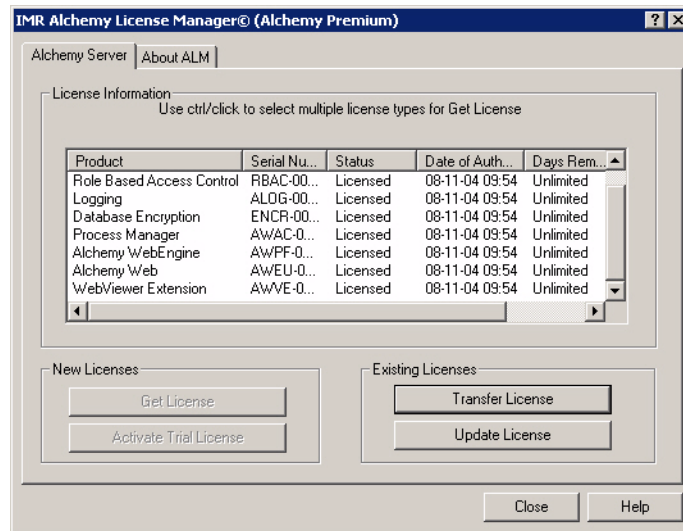 IMR Alchemy License Manager© (Alchemy Premium)
Alchemy Server About ALM
License Information
Use ctrl/click to select multiple license types for Get License
Product Serial Nu... Status Date of Auth... Days Rem...
Role Based Access Control RBAC-00... Licensed 08-11-04 09:54 Unlimited
Logging ALOG-00... Licensed 08-11-04 09:54 Unlimited
Database Encryption ENCR-00... Licensed 08-11-04 09:54 Unlimited
Process Manager AWAC-0... Licensed 08-11-04 09:54 Unlimited
Alchemy WebEngine AWPF-0... Licensed 08-11-04 09:54 Unlimited
Alchemy Web AWEU-0... Licensed 08-11-04 09:54 Unlimited
WebViewer Extension AWVE-0... Licensed 08-11-04 09:54 Unlimited
New Licenses Existing Licenses
Get License Transfer License
Activate Trial License Update License
Close Help